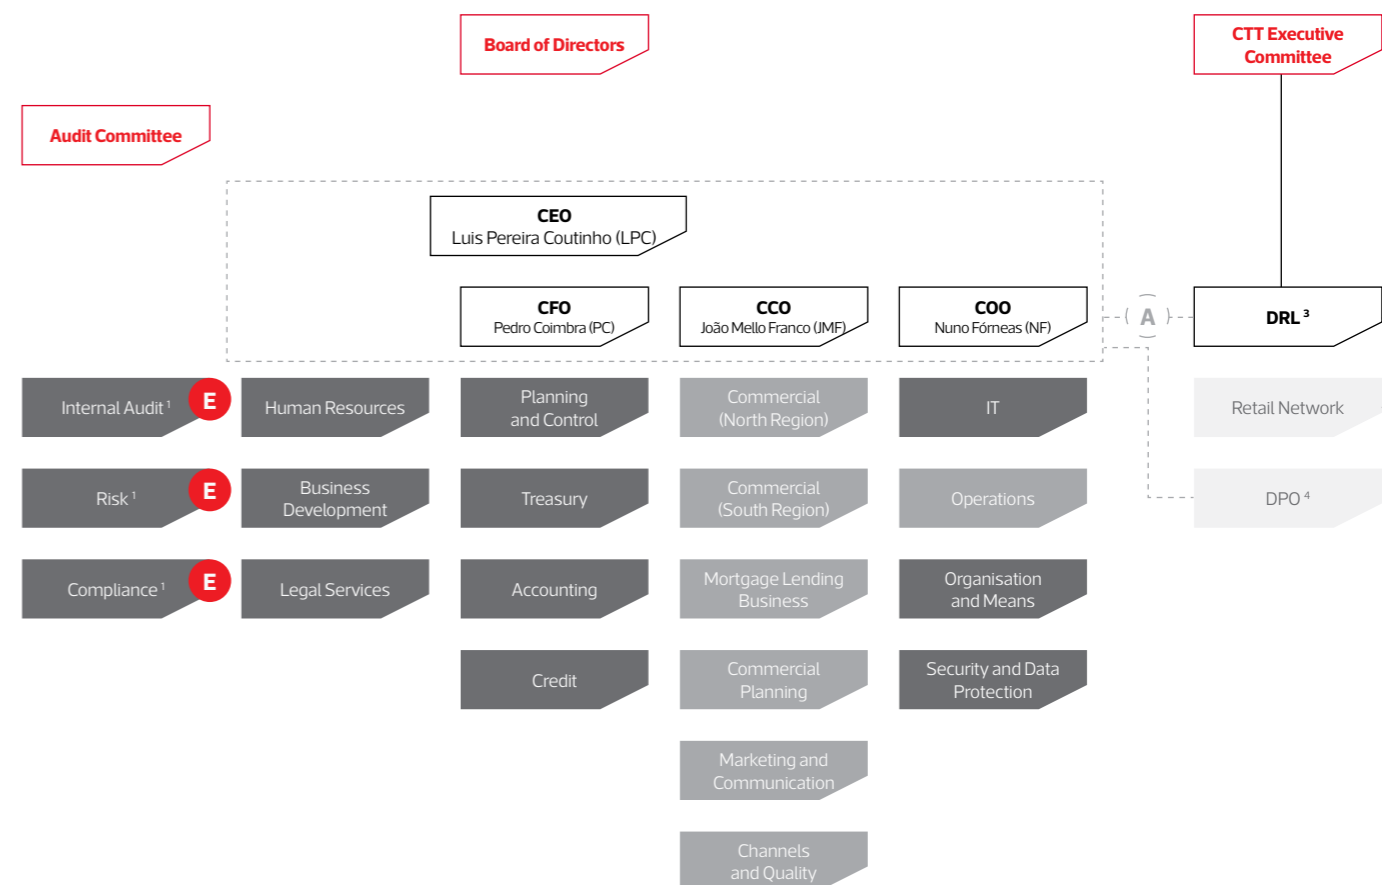 Board of Directors
CTT Executive
Committee
Audit Committee
CEO
Luis Pereira Coutinho (LPC)
CFO
Pedro Coimbra (PC)
CCO
João Mello Franco (JMF)
COO
Nuno Fórneas (NF)
A
DRL ³
Internal Audit ¹
E
Human Resources
Planning
and Control
Commercial
(North Region)
IT
Retail Network
Risk ¹
E
Business
Development
Treasury
Commercial
(South Region)
Operations
DPO ⁴
Compliance ¹
E
Legal Services
Accounting
Mortgage Lending
Business
Organisation
and Means
Credit
Commercial
Planning
Security and Data
Protection
Marketing and
Communication
Channels
and Quality